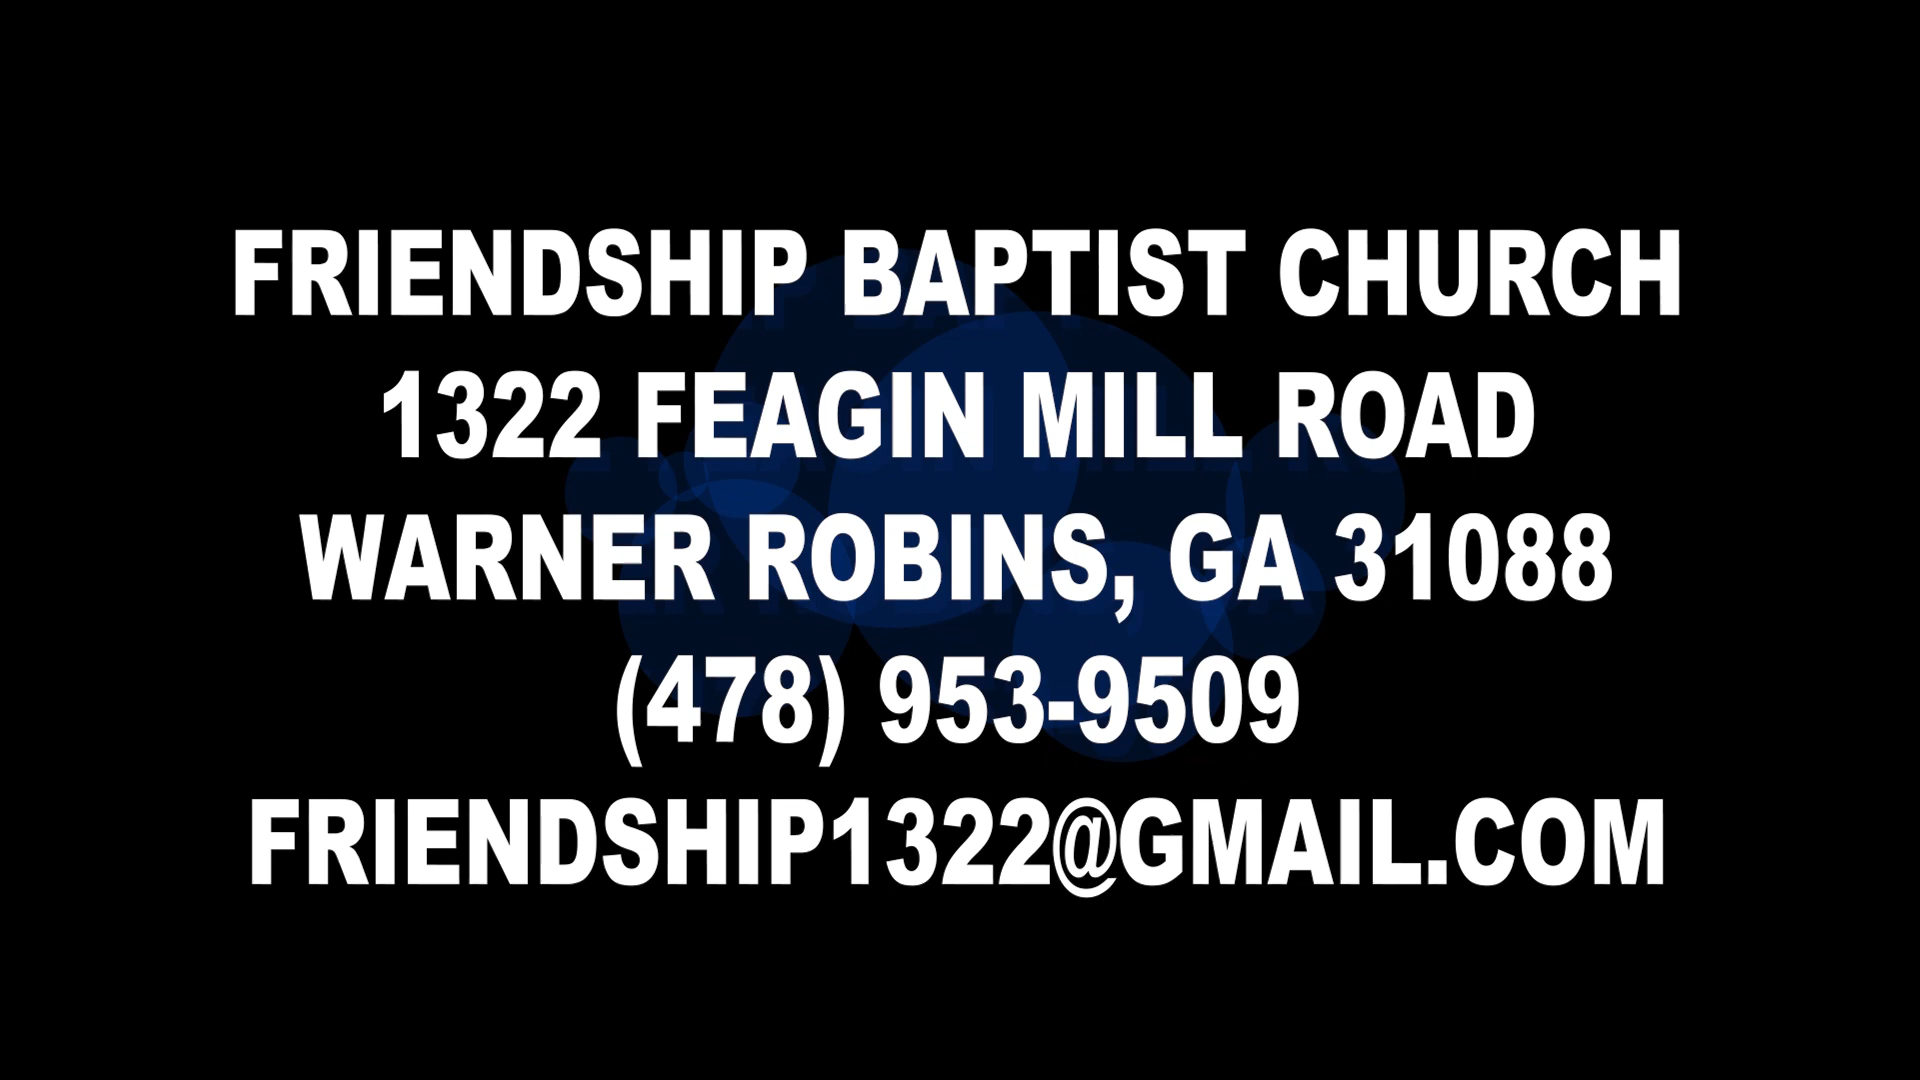 FRIENDSHIP BAPTIST CHURCH
1322 FEAGIN MILL ROAD
WARNER ROBINS, GA 31088
(478) 953-9509
FRIENDSHIP1322@GMAIL.COM